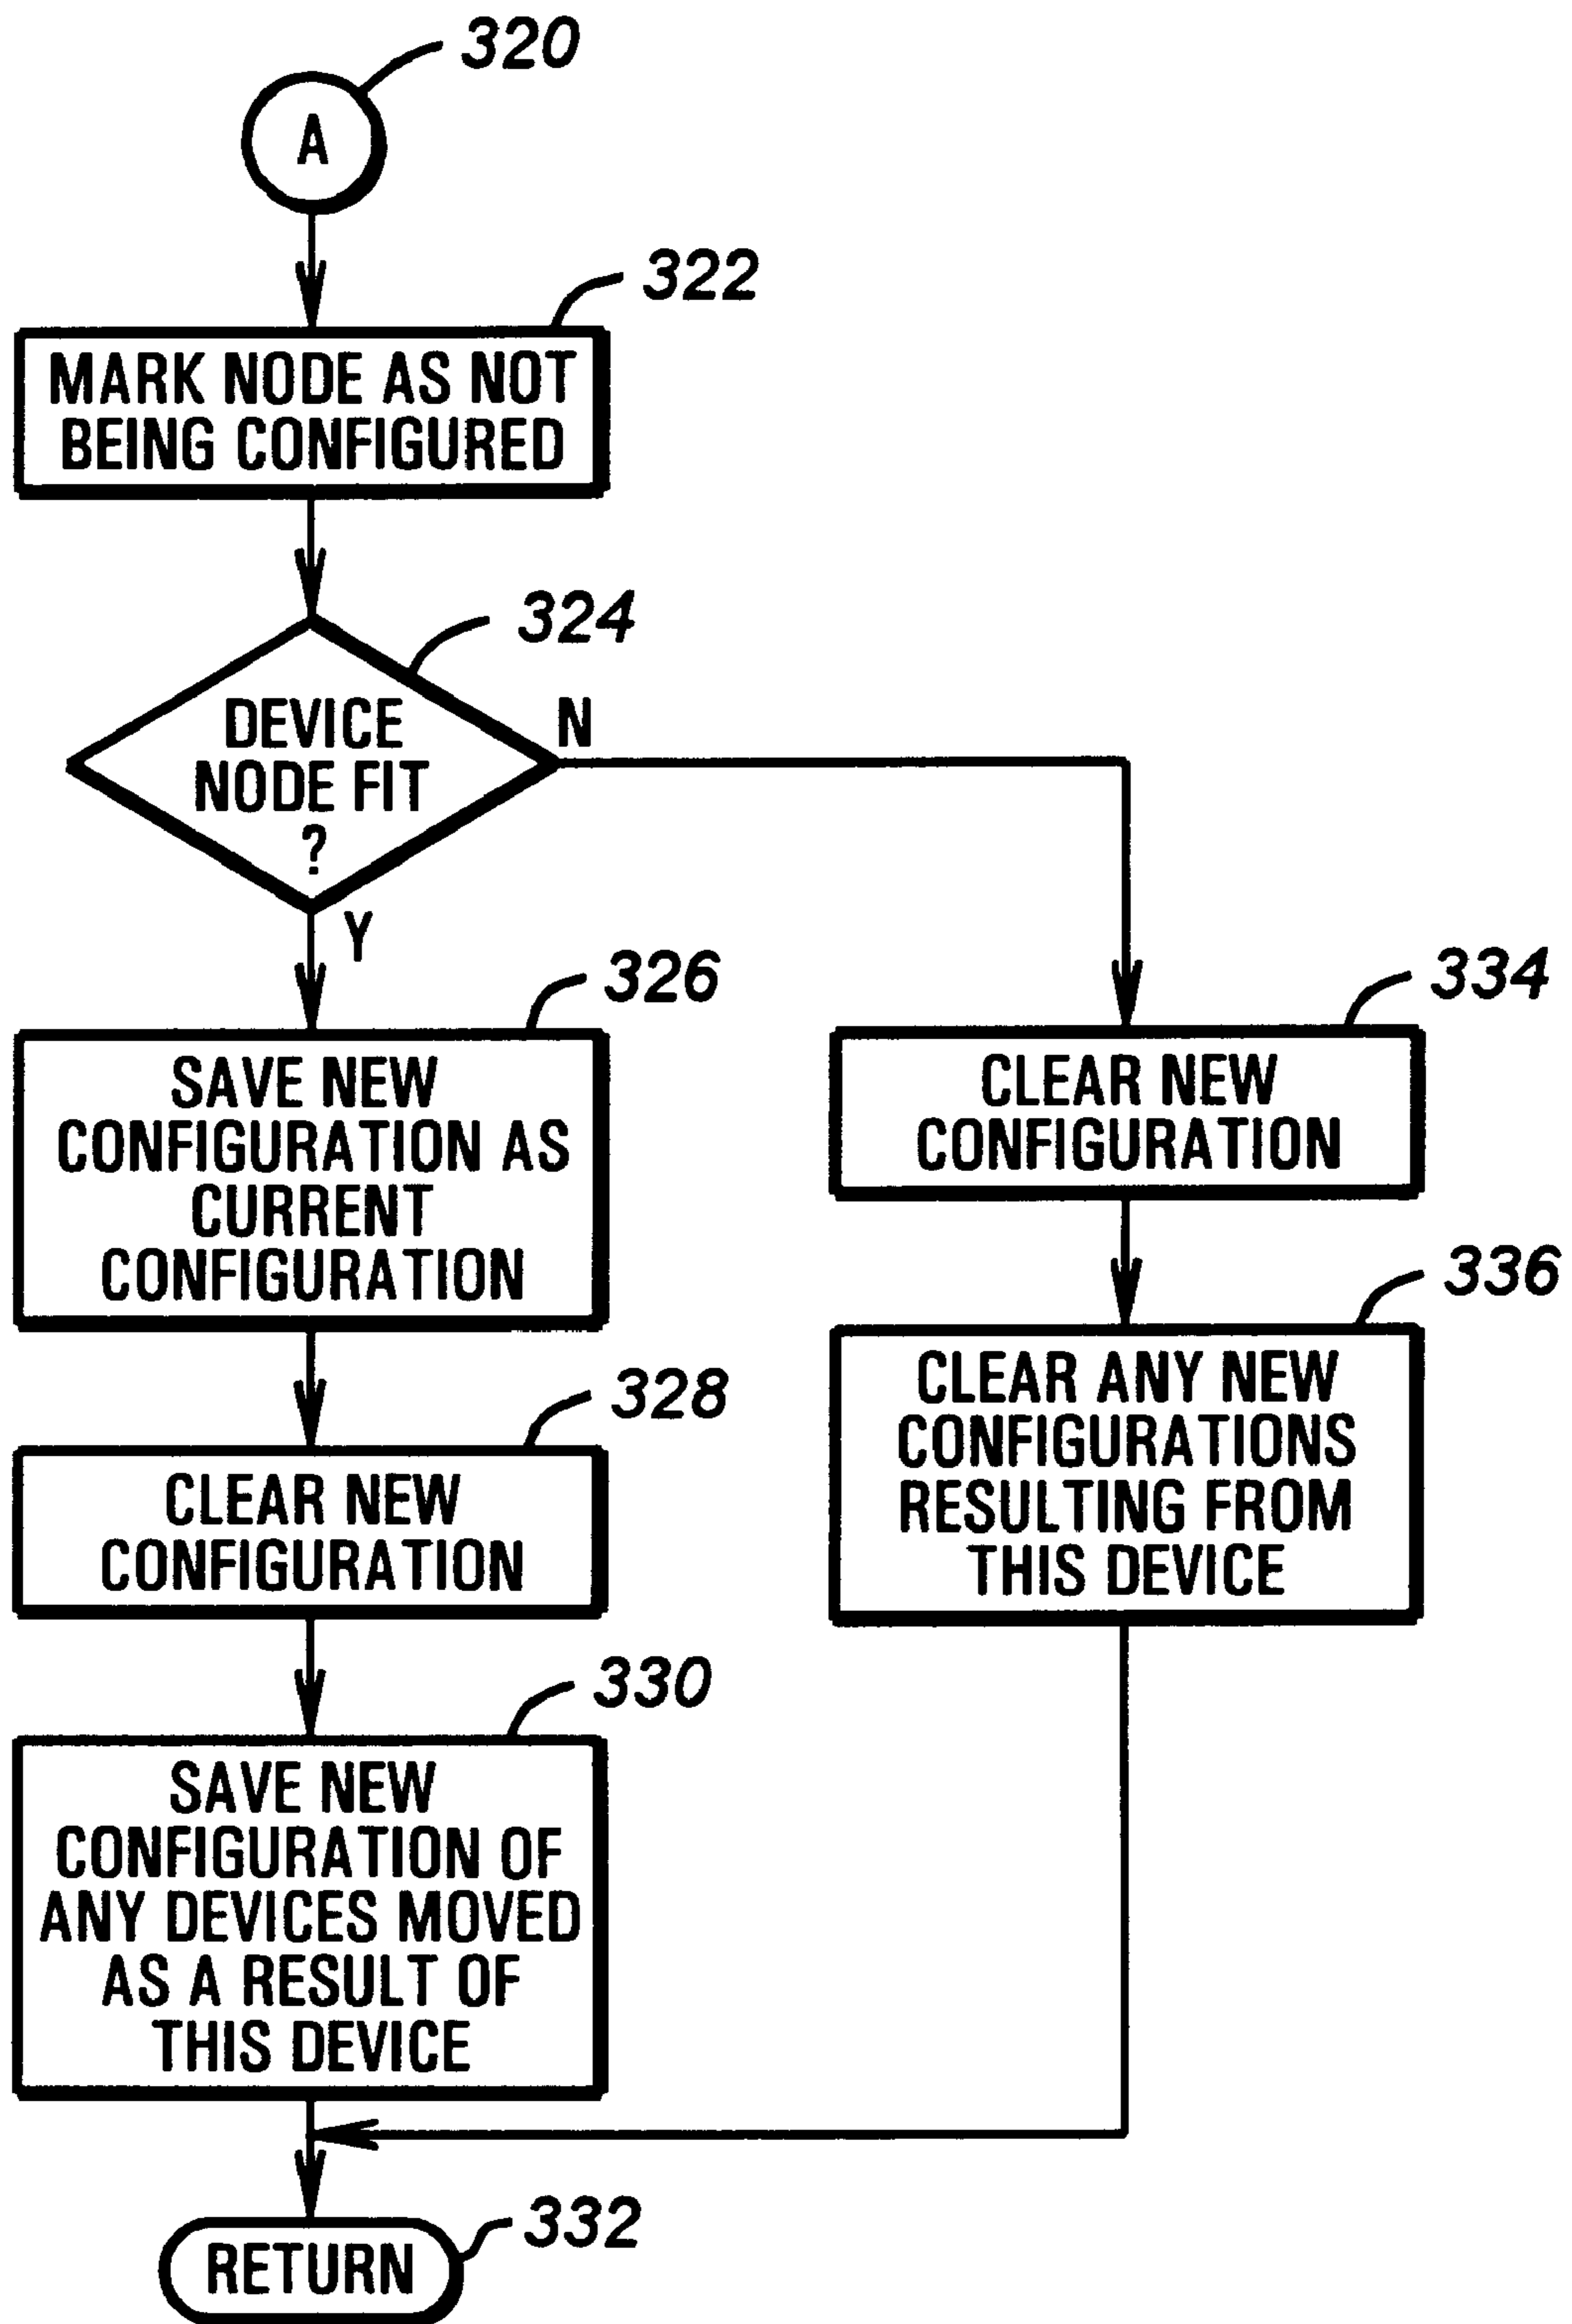 320
A
322
MARK NODE AS NOT
BEING CONFIGURED
324
DEVICE
NODE FIT
?
N
Y
326
SAVE NEW
CONFIGURATION AS
CURRENT
CONFIGURATION
328
CLEAR NEW
CONFIGURATION
330
SAVE NEW
CONFIGURATION OF
ANY DEVICES MOVED
AS A RESULT OF
THIS DEVICE
334
CLEAR NEW
CONFIGURATION
336
CLEAR ANY NEW
CONFIGURATIONS
RESULTING FROM
THIS DEVICE
332
RETURN